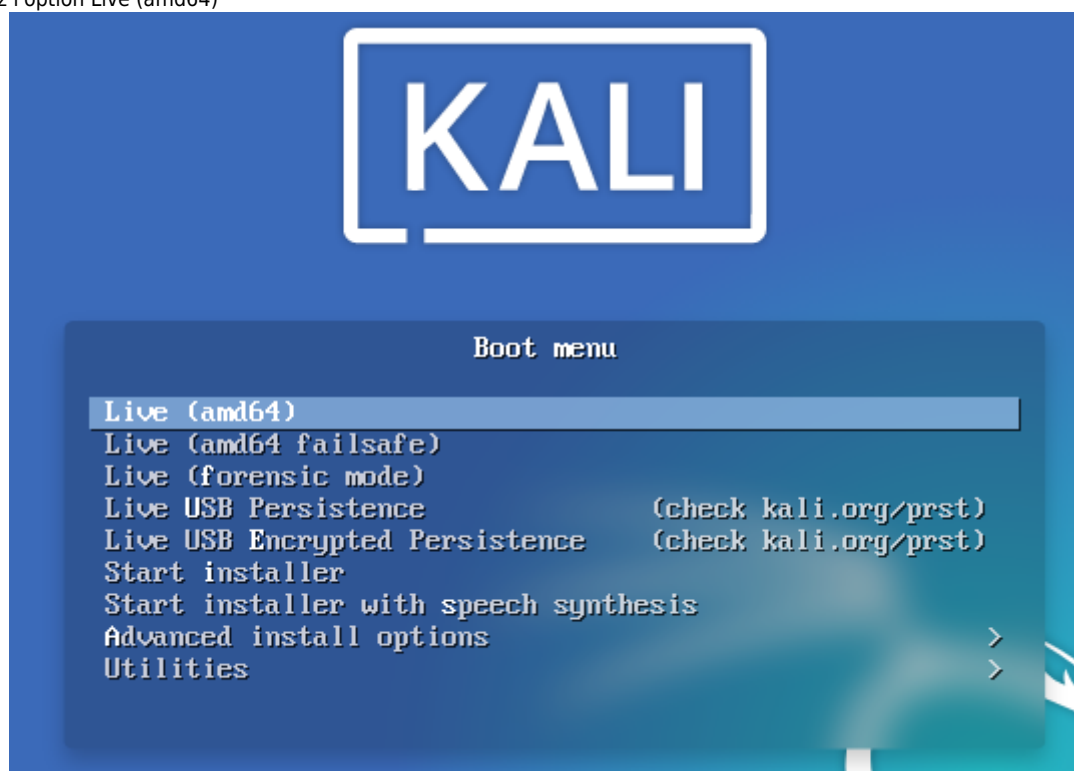 option Live (amd64)
KALI
Boot menu
Live (amd64)
Live (amd64 failsafe)
Live (forensic mode)
Live USB Persistence (check kali.org/prst)
Live USB Encrypted Persistence (check kali.org/prst)
Start installer
Start installer with speech synthesis
Advanced install options >
Utilities >